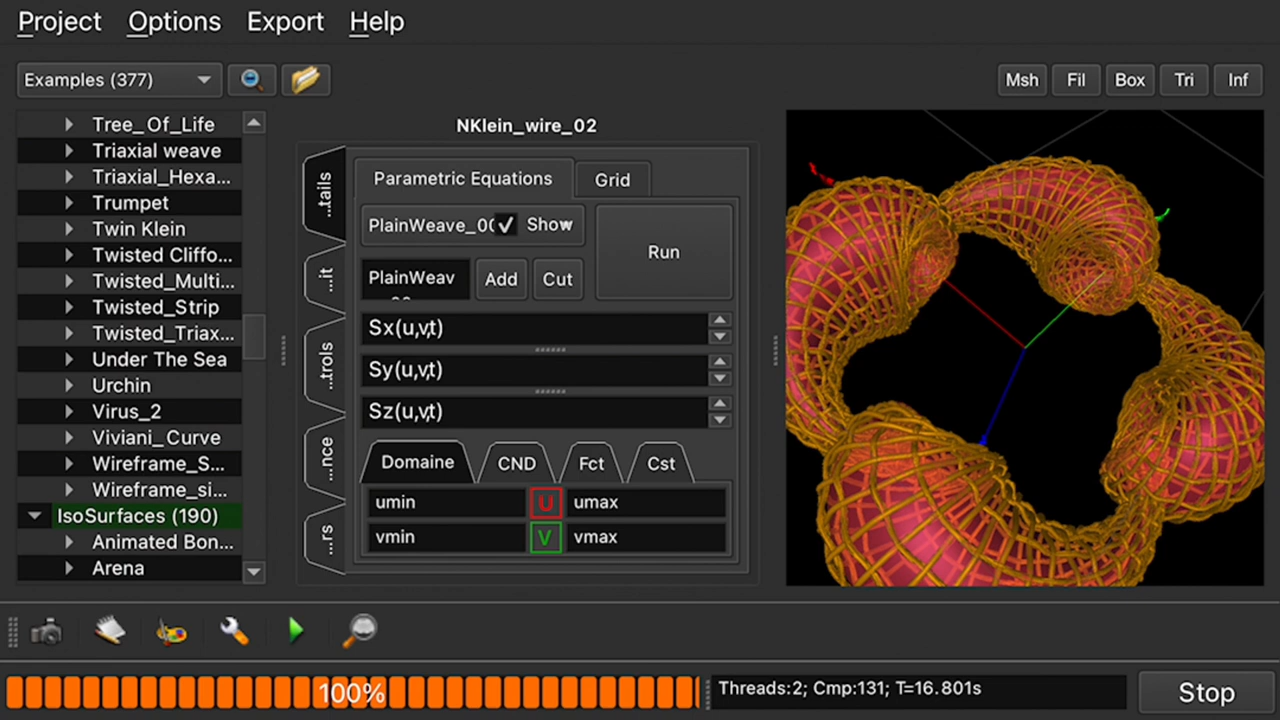 Project Options Export Help
Examples (377)
Msh Fil Box Tri Inf
Tree_Of_Life
Triaxial weave
Triaxial_Hexa...
Trumpet
Twin Klein
Twisted Cliffo...
Twisted_Multi...
Twisted_Strip
Twisted_Triax...
Under The Sea
Urchin
Virus_2
Viviani_Curve
Wireframe_S...
Wireframe_si...
IsoSurfaces (190)
Animated Bon...
Arena
NKlein_wire_02
...tails
...it
...trols
...nce
...rs
Parametric Equations Grid
PlainWeave_00 Show
Run
PlainWeav
Add Cut
Sx(u,v,t)
Sy(u,v,t)
Sz(u,v,t)
Domaine CND Fct Cst
umin U umax
vmin V vmax
100%
Threads:2; Cmp:131; T=16.801s
Stop